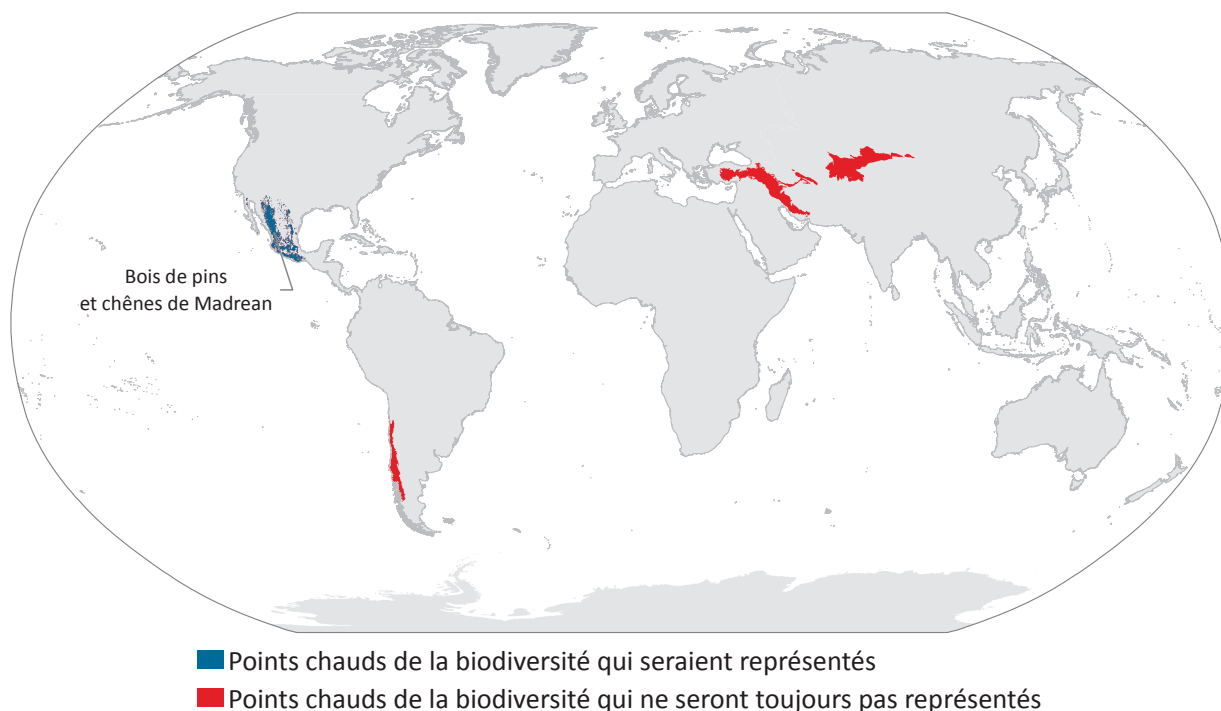 Bois de pins
et chênes de Madrean
Points chauds de la biodiversité qui seraient représentés
Points chauds de la biodiversité qui ne seront toujours pas représentés